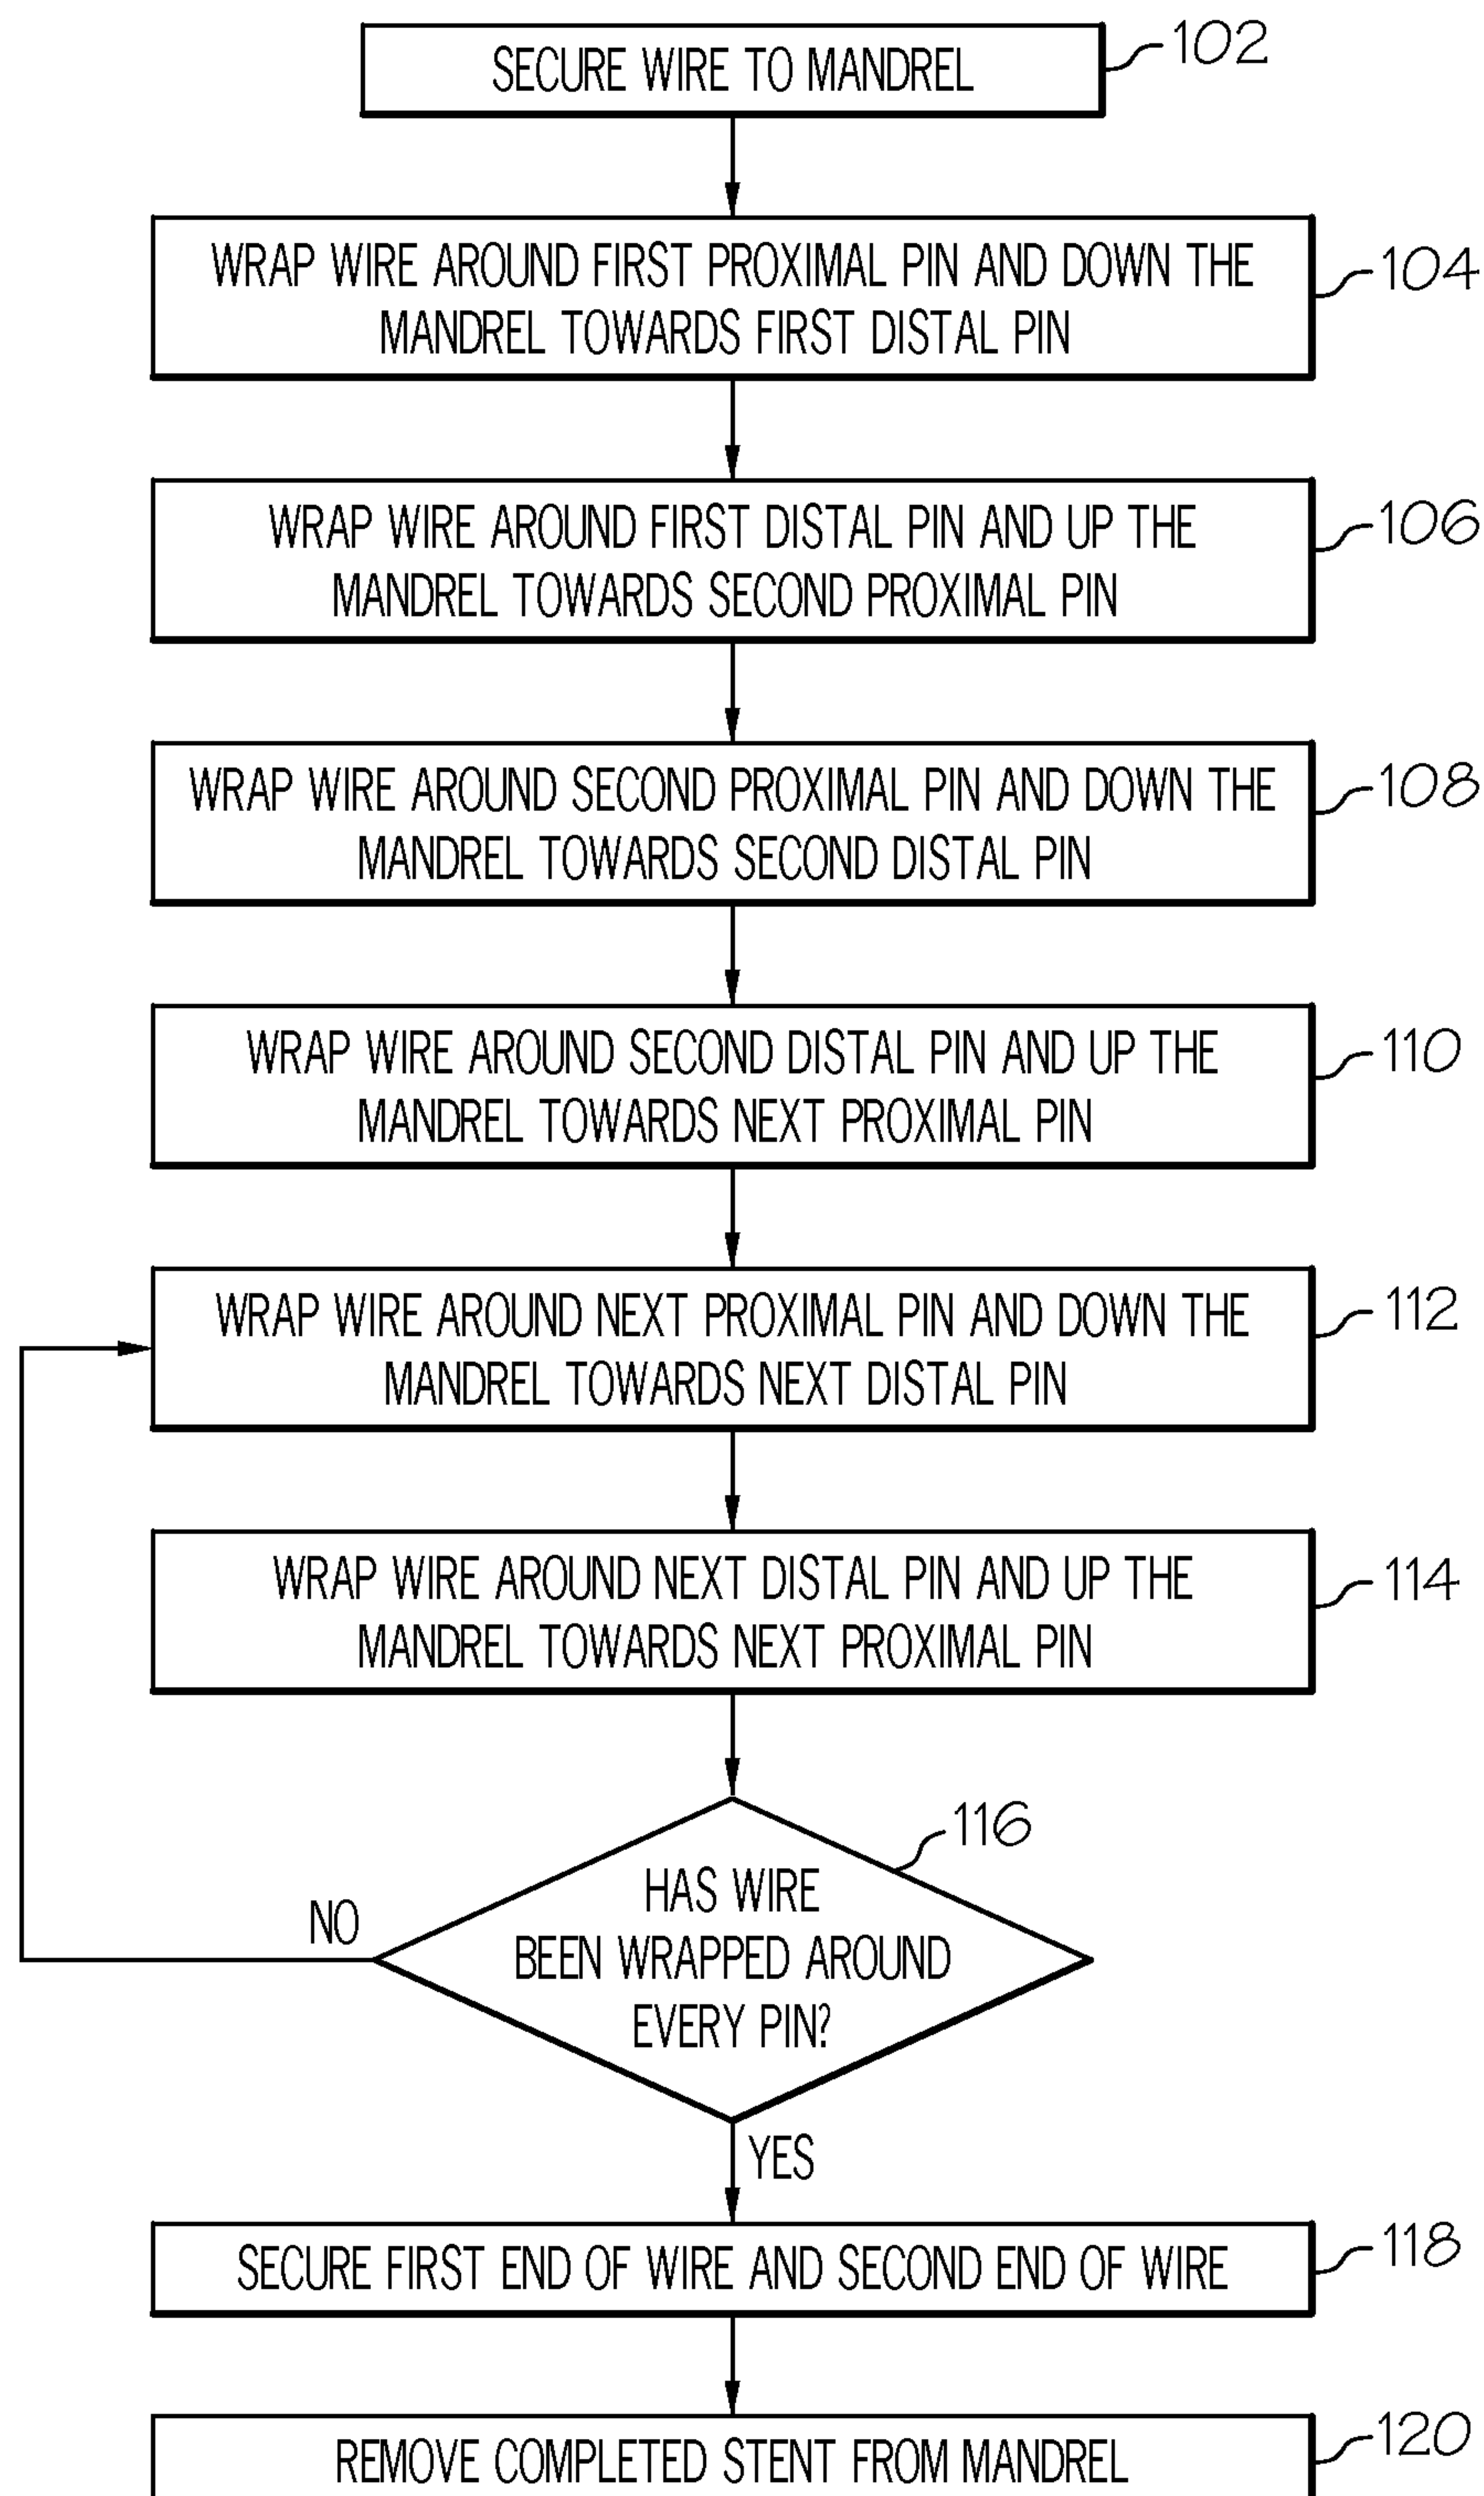 SECURE WIRE TO MANDREL
102
WRAP WIRE AROUND FIRST PROXIMAL PIN AND DOWN THE
MANDREL TOWARDS FIRST DISTAL PIN
104
WRAP WIRE AROUND FIRST DISTAL PIN AND UP THE
MANDREL TOWARDS SECOND PROXIMAL PIN
106
WRAP WIRE AROUND SECOND PROXIMAL PIN AND DOWN THE
MANDREL TOWARDS SECOND DISTAL PIN
108
WRAP WIRE AROUND SECOND DISTAL PIN AND UP THE
MANDREL TOWARDS NEXT PROXIMAL PIN
110
WRAP WIRE AROUND NEXT PROXIMAL PIN AND DOWN THE
MANDREL TOWARDS NEXT DISTAL PIN
112
WRAP WIRE AROUND NEXT DISTAL PIN AND UP THE
MANDREL TOWARDS NEXT PROXIMAL PIN
114
HAS WIRE
BEEN WRAPPED AROUND
EVERY PIN?
116
NO
YES
SECURE FIRST END OF WIRE AND SECOND END OF WIRE
118
REMOVE COMPLETED STENT FROM MANDREL
120